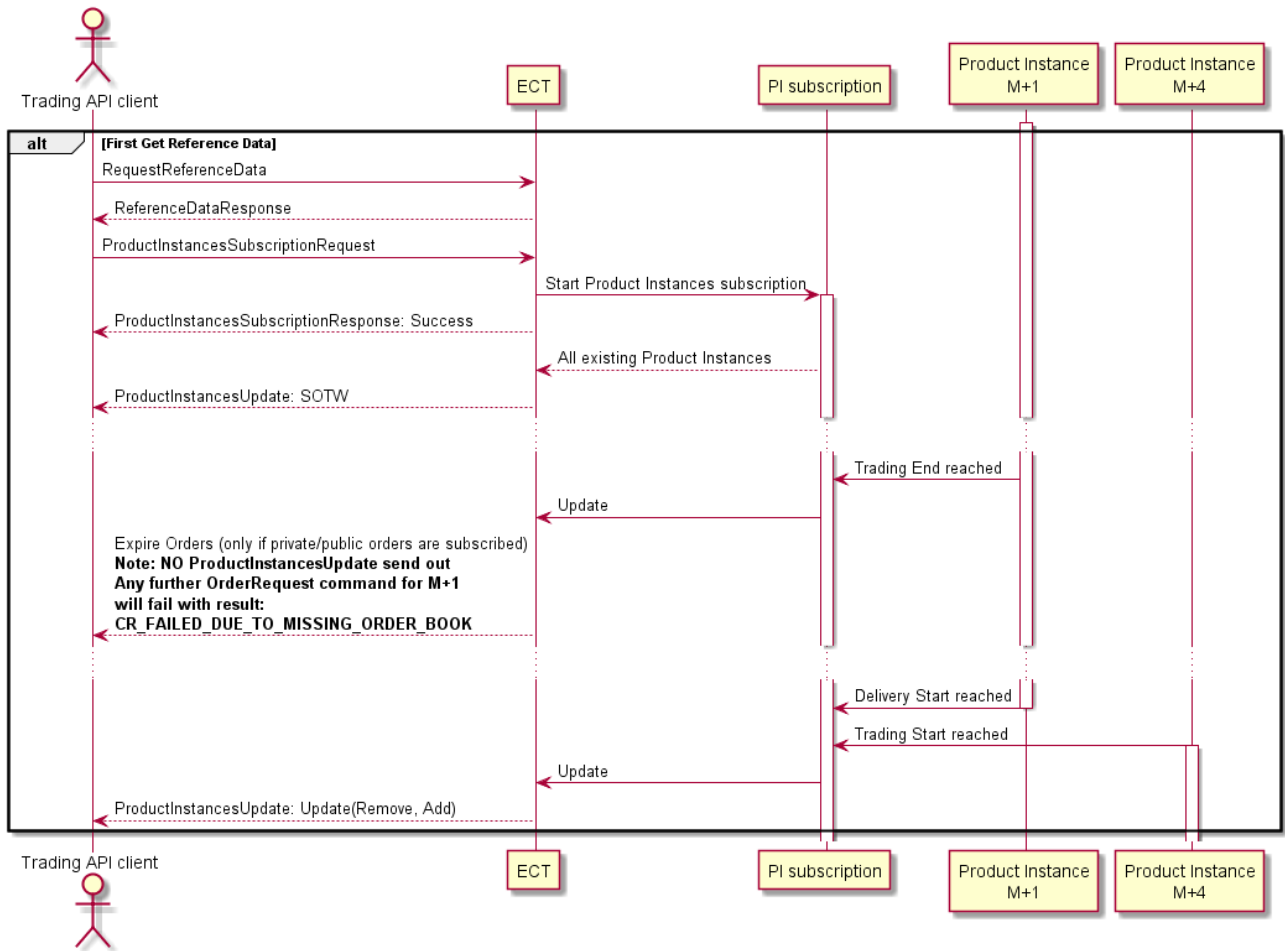 Trading API client
ECT
PI subscription
Product Instance
M+1
Product Instance
M+4
alt
[First Get Reference Data]
RequestReferenceData
ReferenceDataResponse
ProductInstancesSubscriptionRequest
Start Product Instances subscription
ProductInstancesSubscriptionResponse: Success
All existing Product Instances
ProductInstancesUpdate: SOTW
Trading End reached
Update
Expire Orders (only if private/public orders are subscribed)
Note: NO ProductInstancesUpdate send out
Any further OrderRequest command for M+1
will fail with result:
CR_FAILED_DUE_TO_MISSING_ORDER_BOOK
Delivery Start reached
Trading Start reached
Update
ProductInstancesUpdate: Update(Remove, Add)
Trading API client
ECT
PI subscription
Product Instance
M+1
Product Instance
M+4